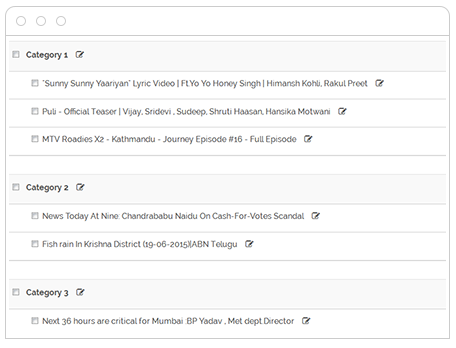 Category 1
"Sunny Sunny Yaariyan" Lyric Video | Ft.Yo Yo Honey Singh | Himansh Kohli, Rakul Preet
Puli - Official Teaser | Vijay, Sridevi , Sudeep, Shruti Haasan, Hansika Motwani
MTV Roadies X2 - Kathmandu - Journey Episode #16 - Full Episode
Category 2
News Today At Nine: Chandrababu Naidu On Cash-For-Votes Scandal
Fish rain In Krishna District (19-06-2015)|ABN Telugu
Category 3
Next 36 hours are critical for Mumbai :BP Yadav , Met dept.Director